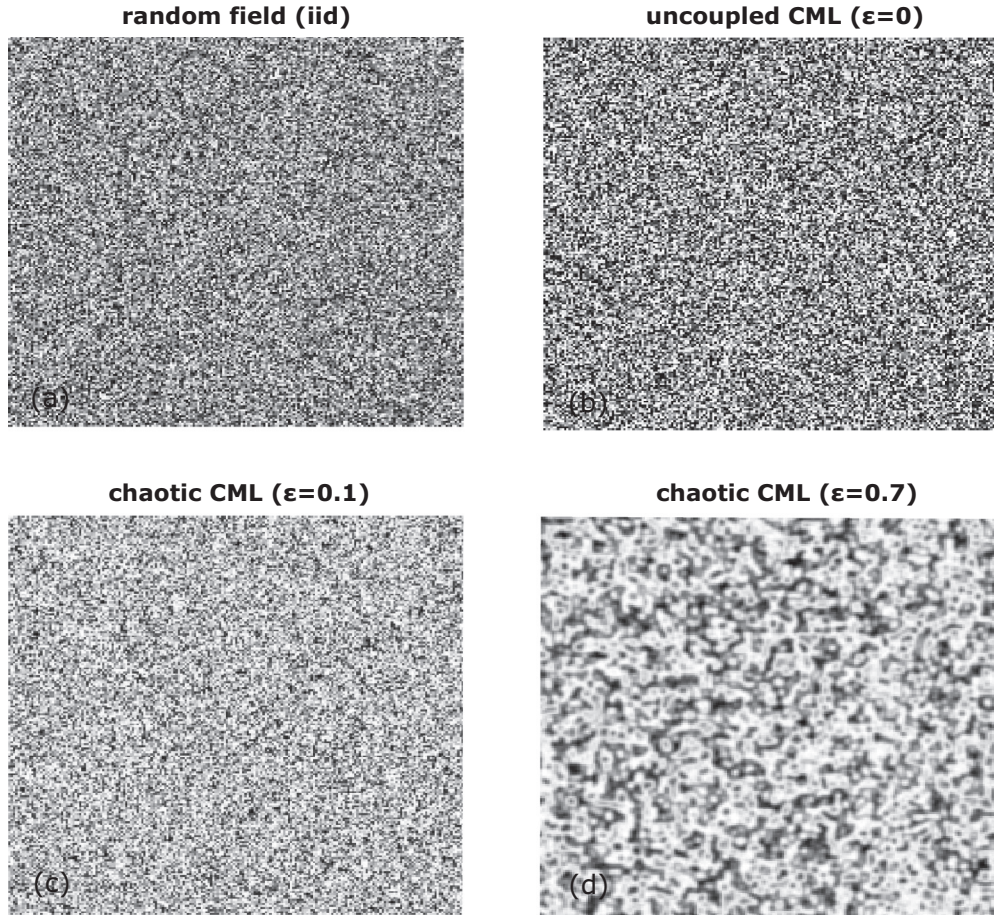 random field (iid)
uncoupled CML (ε=0)
(a)
(b)
chaotic CML (ε=0.1)
chaotic CML (ε=0.7)
(c)
(d)